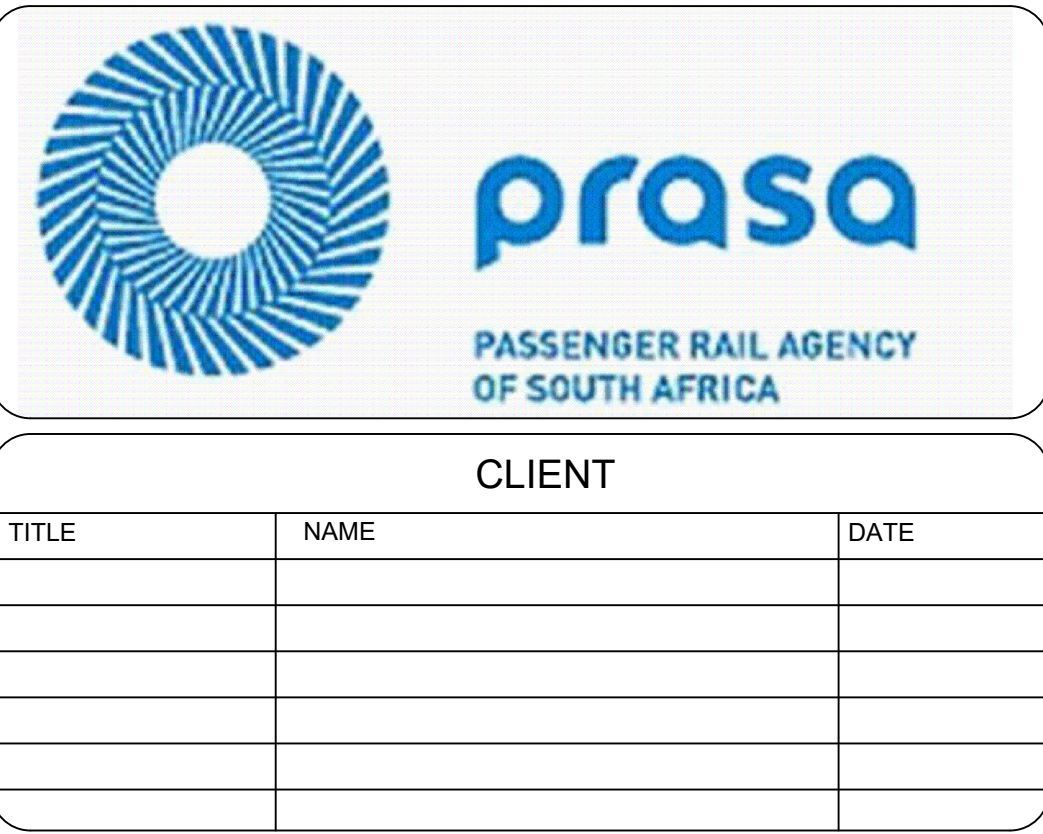 prasa
PASSENGER RAIL AGENCY
OF SOUTH AFRICA
CLIENT
TITLE NAME DATE